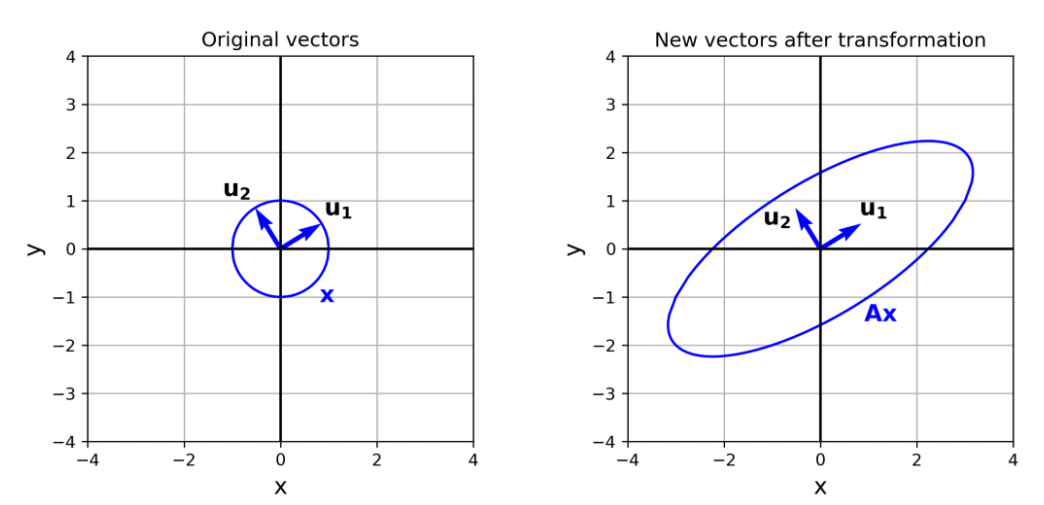 Original vectors
4
3
2
1
0
−1
−2
−3
−4
−4 −2 0 2 4
x
y
u2
u1
x
New vectors after transformation
4
3
2
1
0
−1
−2
−3
−4
−4 −2 0 2 4
x
y
u2
u1
Ax